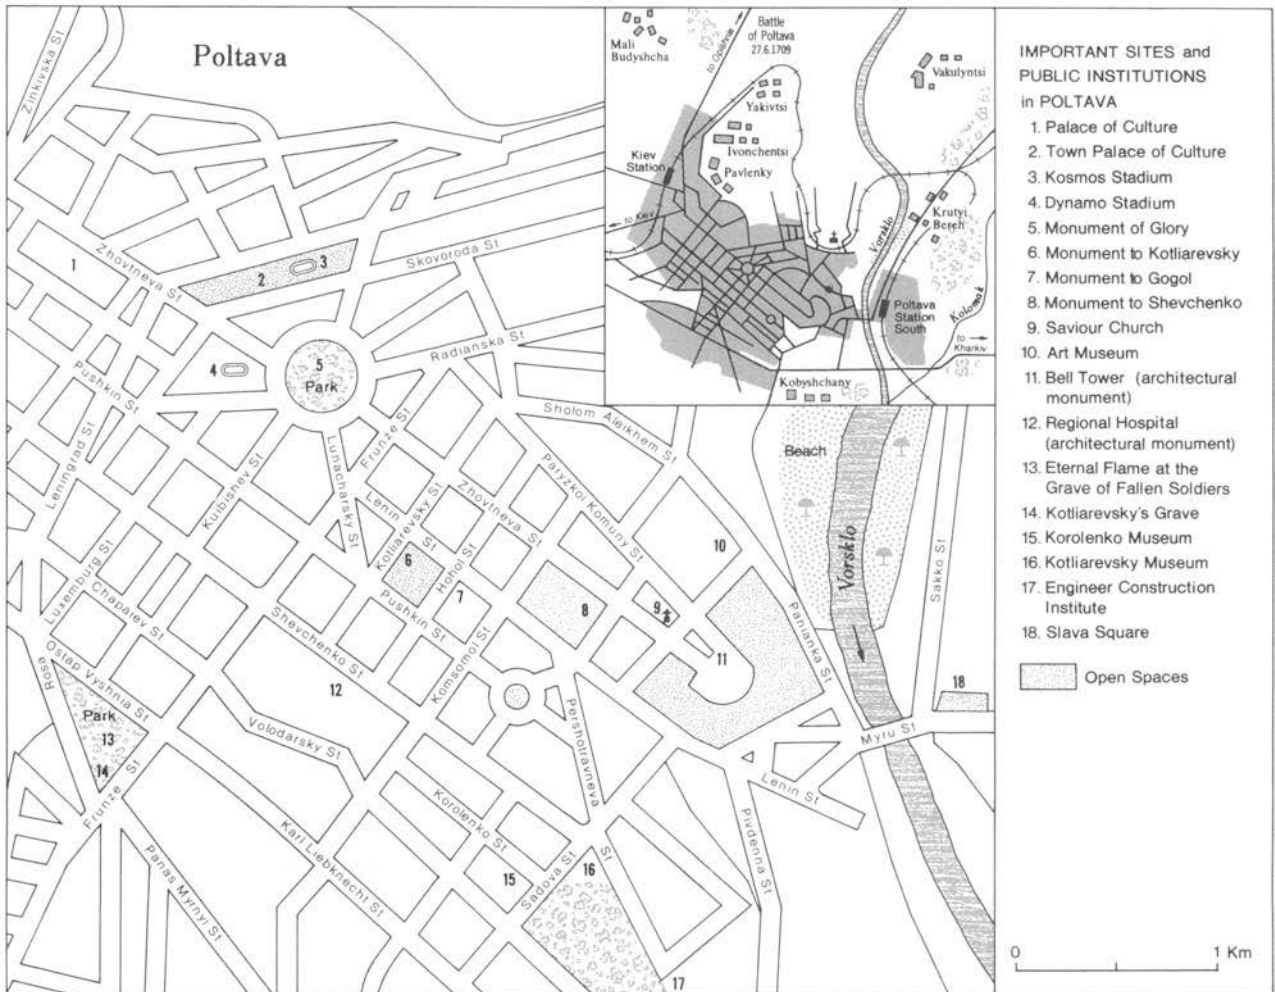 Poltava
Zinkivska St
Zhovtneva St
1
2
3
Skovoroda St
4
5
Park
Radianska St
Pushkin St
Leningrad St
Kuibishev St
Lunacharsky St
Frunze St
Lenin St
Kotliarevsky St
Zhovtneva St
Hohol St
Sholom Aleikhem St
Paryzkoi Komuny St
Luxemburg St
Rose
Chapaiev St
Ostap Vyshnia St
Shevchenko St
Pushkin St
Komsomol St
6
7
8
9
10
11
12
Park
13
14
Frunze St
Volodarsky St
Korolenko St
Karl Liebknecht St
Panas Myrnyi St
Pershotravneva St
Sadova St
15
16
17
Pivdenna St
Lenin St
Panianka St
Myru St
Sakko St
18
Beach
Vorsklo
Mali
Budyshcha
to Opishnia
Battle
of Poltava
27.6.1709
Vakulyntsi
Yakivtsi
Ivonchentsi
Pavlenky
Kiev
Station
to Kiev
Vorsklo
Krutyi
Bereh
Poltava
Station
South
Kolomak
to
Kharkiv
Kobyshchany
IMPORTANT SITES and
PUBLIC INSTITUTIONS
in POLTAVA
1. Palace of Culture
2. Town Palace of Culture
3. Kosmos Stadium
4. Dynamo Stadium
5. Monument of Glory
6. Monument to Kotliarevsky
7. Monument to Gogol
8. Monument to Shevchenko
9. Saviour Church
10. Art Museum
11. Bell Tower (architectural
monument)
12. Regional Hospital
(architectural monument)
13. Eternal Flame at the
Grave of Fallen Soldiers
14. Kotliarevsky's Grave
15. Korolenko Museum
16. Kotliarevsky Museum
17. Engineer Construction
Institute
18. Slava Square
Open Spaces
0 1 Km